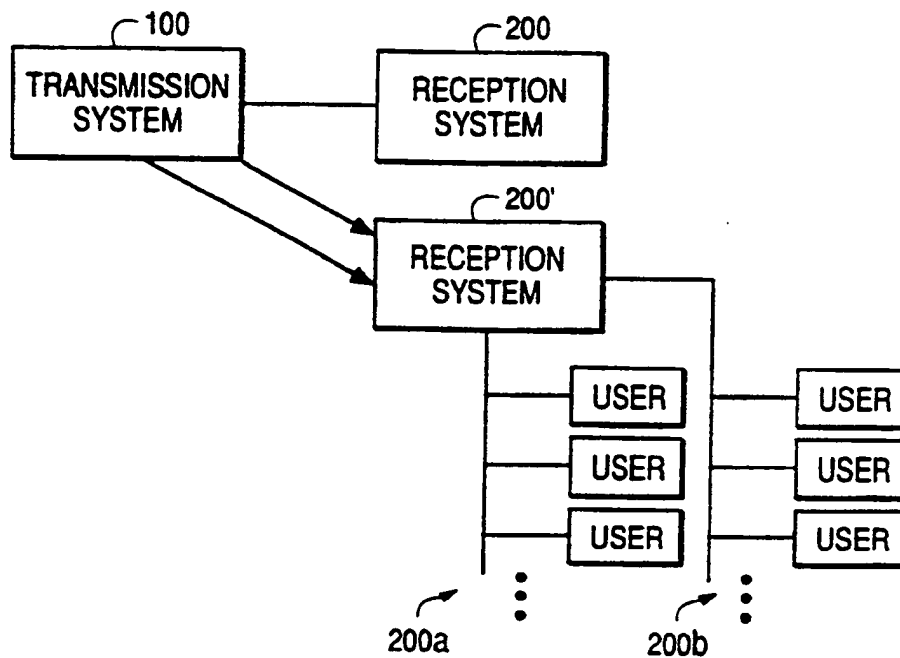 100
TRANSMISSION
SYSTEM
200
RECEPTION
SYSTEM
200'
RECEPTION
SYSTEM
USER
USER
USER
USER
USER
USER
200a
200b